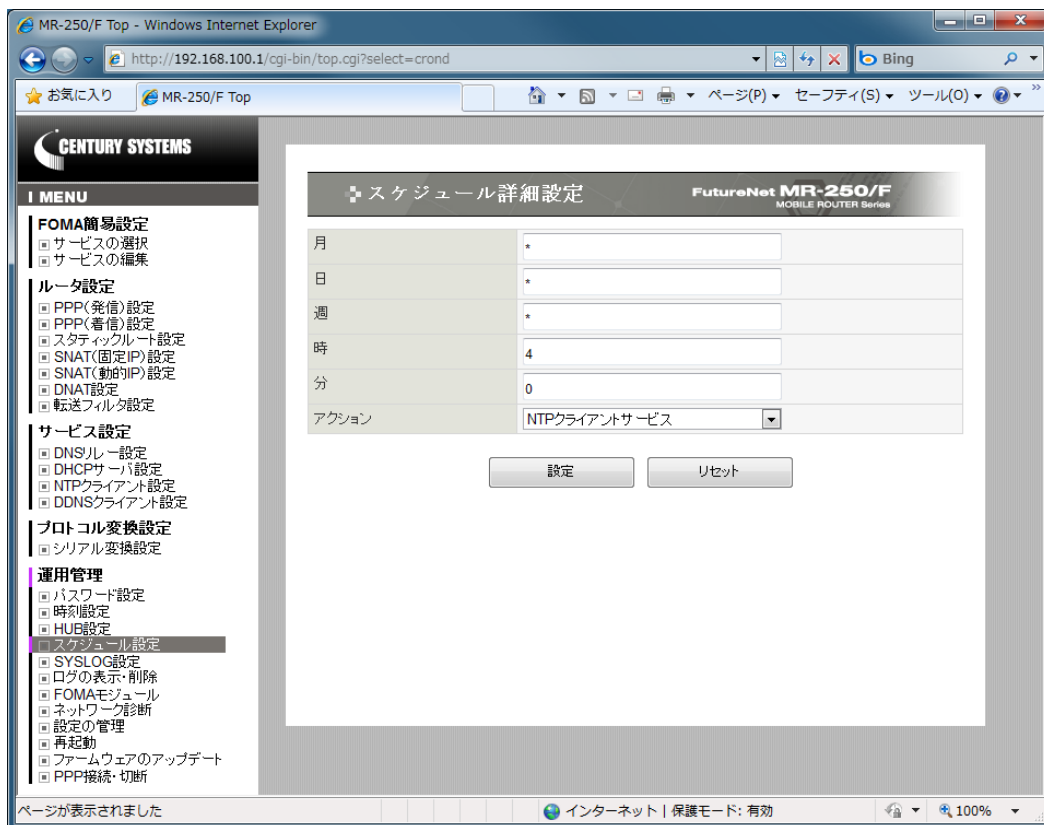 MR-250/F Top - Windows Internet Explorer
http://192.168.100.1/cgi-bin/top.cgi?select=crond
Bing
お気に入り
MR-250/F Top
ページ(P)
セーフティ(S)
ツール(O)
CENTURY SYSTEMS
MENU
FOMA簡易設定
サービスの選択
サービスの編集
ルータ設定
PPP(発信)設定
PPP(着信)設定
スタティックルート設定
SNAT(固定IP)設定
SNAT(動的IP)設定
DNAT設定
転送フィルタ設定
サービス設定
DNSリレー設定
DHCPサーバ設定
NTPクライアント設定
DDNSクライアント設定
プロトコル変換設定
シリアル変換設定
運用管理
パスワード設定
時刻設定
HUB設定
スケジュール設定
SYSLOG設定
ログの表示・削除
FOMAモジュール
ネットワーク診断
設定の管理
再起動
ファームウェアのアップデート
PPP接続・切断
スケジュール詳細設定
FutureNet MR-250/F
MOBILE ROUTER Series
月 *
日 *
週 *
時 4
分 0
アクション NTPクライアントサービス
設定 リセット
ページが表示されました
インターネット | 保護モード: 有効
100%